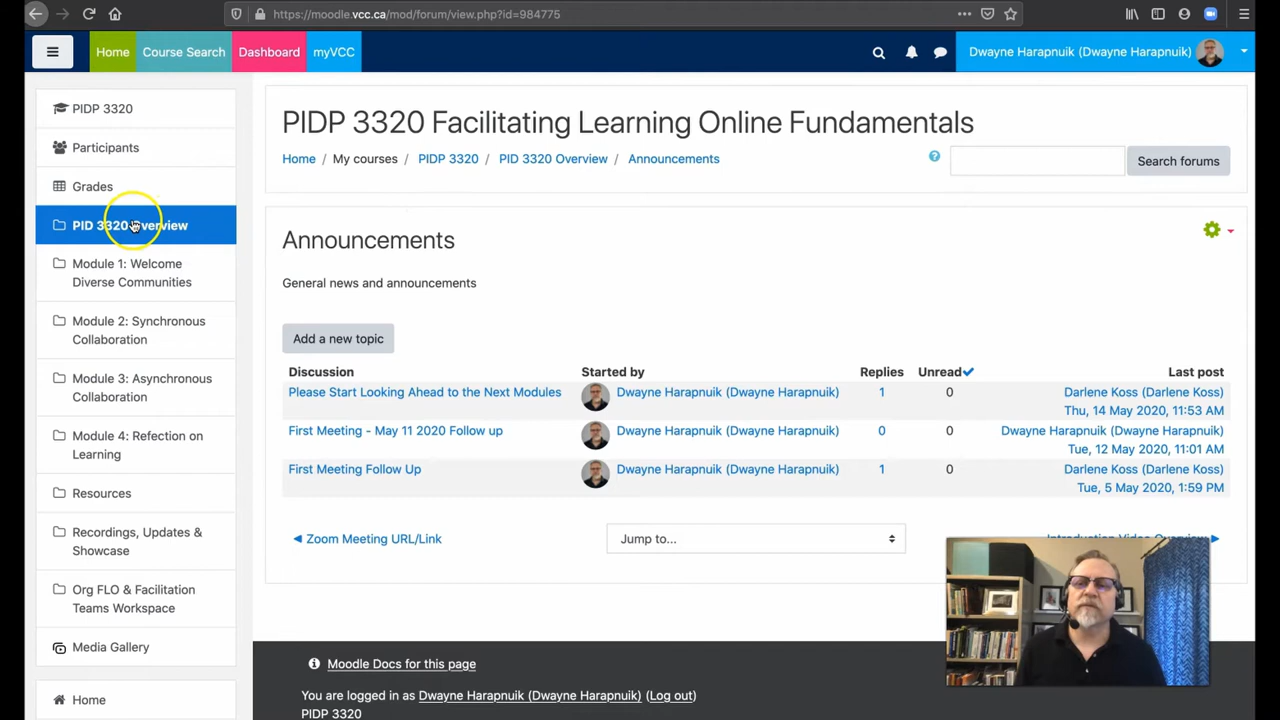 https://moodle.vcc.ca/mod/forum/view.php?id=984775
Home
Course Search
Dashboard
myVCC
Dwayne Harapnuik (Dwayne Harapnuik)
PIDP 3320
Participants
Grades
PID 3320 Overview
Module 1: Welcome
Diverse Communities
Module 2: Synchronous
Collaboration
Module 3: Asynchronous
Collaboration
Module 4: Refection on
Learning
Resources
Recordings, Updates &
Showcase
Org FLO & Facilitation
Teams Workspace
Media Gallery
Home
PIDP 3320 Facilitating Learning Online Fundamentals
Home / My courses / PIDP 3320 / PID 3320 Overview / Announcements
Search forums
Announcements
General news and announcements
Add a new topic
Discussion Started by Replies Unread Last post
Please Start Looking Ahead to the Next Modules Dwayne Harapnuik (Dwayne Harapnuik) 1 0 Darlene Koss (Darlene Koss)
Thu, 14 May 2020, 11:53 AM
First Meeting - May 11 2020 Follow up Dwayne Harapnuik (Dwayne Harapnuik) 0 0 Dwayne Harapnuik (Dwayne Harapnuik)
Tue, 12 May 2020, 11:01 AM
First Meeting Follow Up Dwayne Harapnuik (Dwayne Harapnuik) 1 0 Darlene Koss (Darlene Koss)
Tue, 5 May 2020, 1:59 PM
◀ Zoom Meeting URL/Link
Jump to...
Introduction Video Overview ▶
Moodle Docs for this page
You are logged in as Dwayne Harapnuik (Dwayne Harapnuik) (Log out)
PIDP 3320